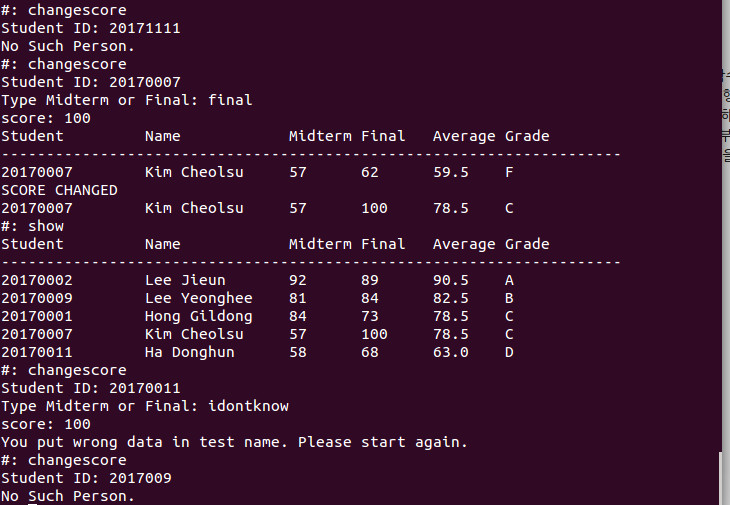 #: changescore
Student ID: 20171111
No Such Person.
#: changescore
Student ID: 20170007
Type Midterm or Final: final
score: 100
Student         Name            Midterm Final   Average Grade
---------------------------------------------------------------------
20170007        Kim Cheolsu     57      62      59.5    F
SCORE CHANGED
20170007        Kim Cheolsu     57      100     78.5    C
#: show
Student         Name            Midterm Final   Average Grade
---------------------------------------------------------------------
20170002        Lee Jieun       92      89      90.5    A
20170009        Lee Yeonghee    81      84      82.5    B
20170001        Hong Gildong    84      73      78.5    C
20170007        Kim Cheolsu     57      100     78.5    C
20170011        Ha Donghun      58      68      63.0    D
#: changescore
Student ID: 20170011
Type Midterm or Final: idontknow
score: 100
You put wrong data in test name. Please start again.
#: changescore
Student ID: 2017009
No Such Person.